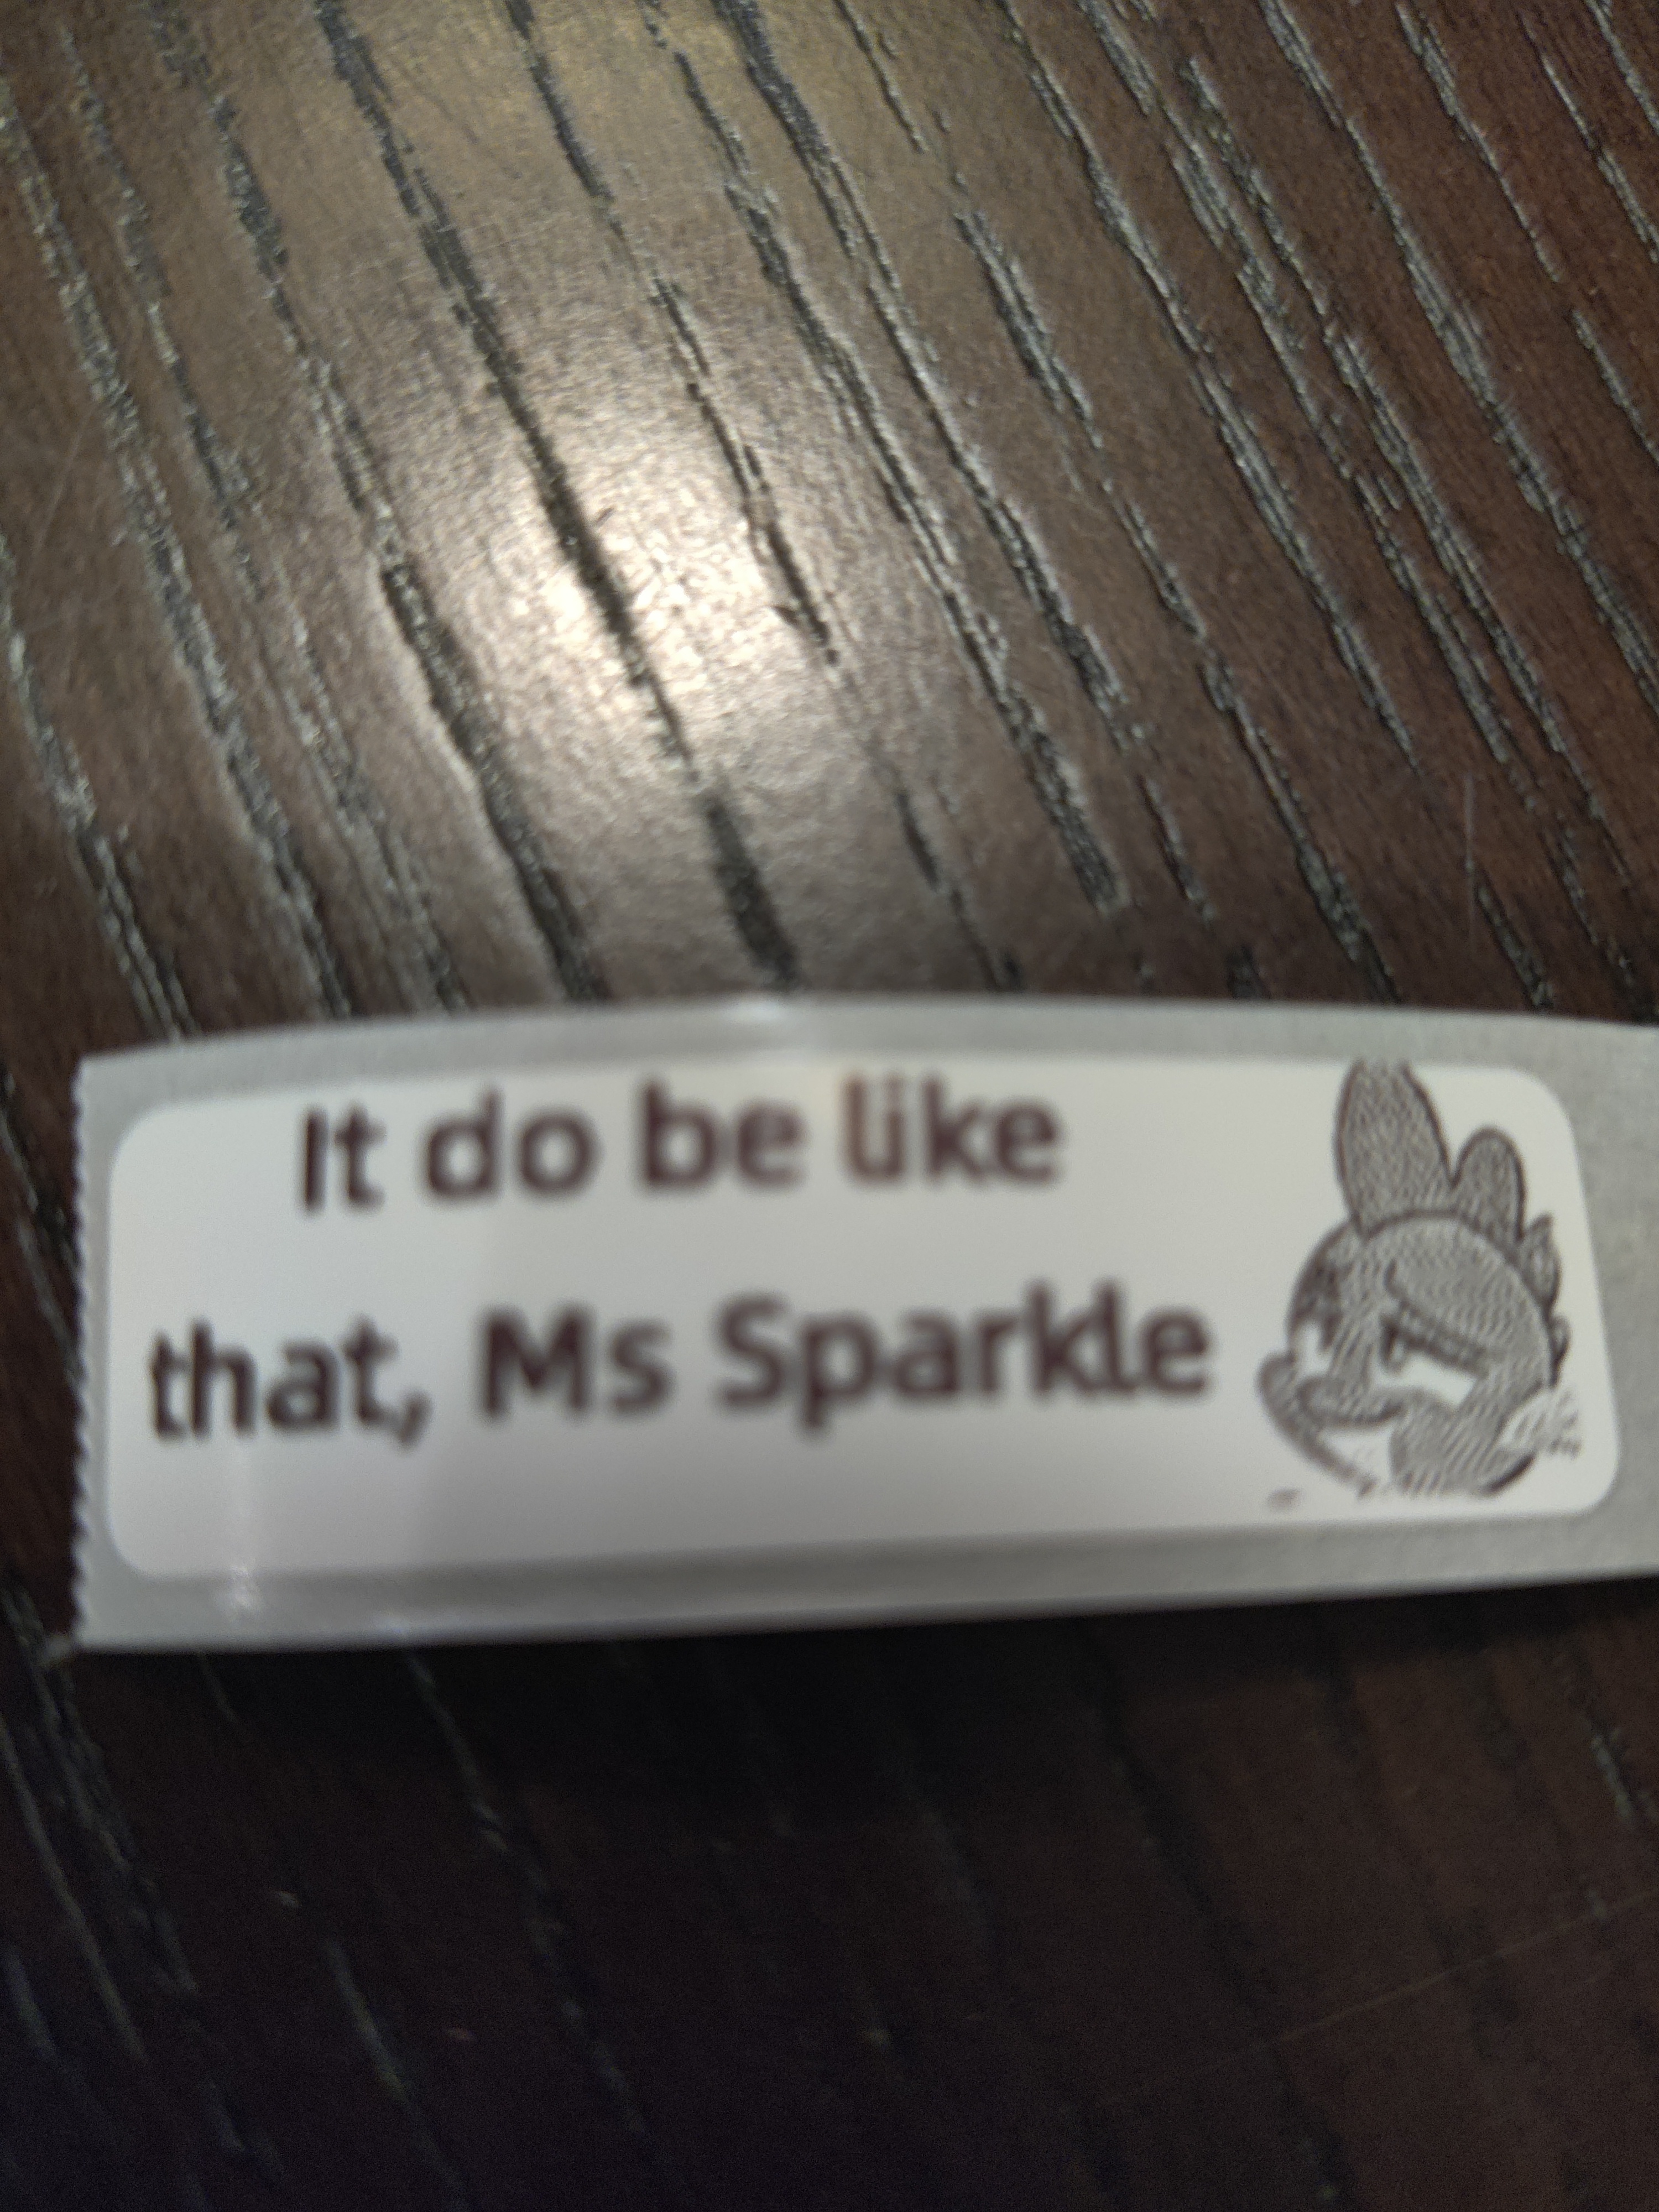 It do be like
that, Ms Sparkle